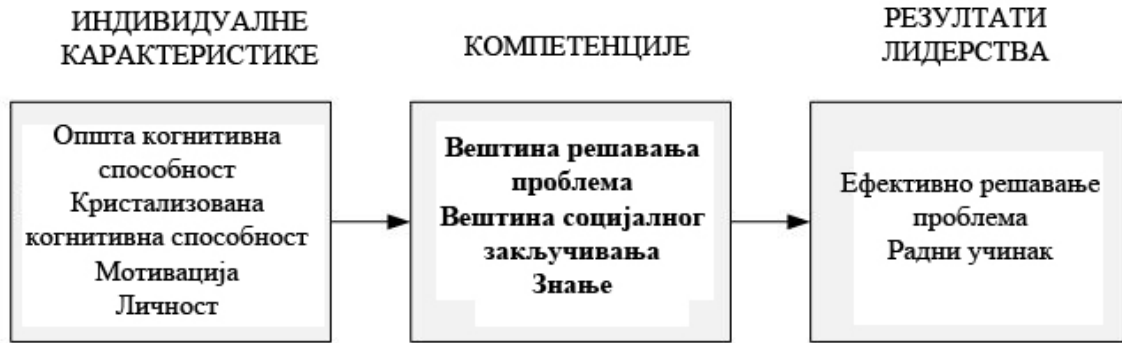 ИНДИВИДУАЛНЕ
КАРАКТЕРИСТИКЕ
КОМПЕТЕНЦИЈЕ
РЕЗУЛТАТИ
ЛИДЕРСТВА
Општа когнитивна
способност
Кристализована
когнитивна способност
Мотивација
Личност
Вештина решавања
проблема
Вештина социјалног
закључивања
Знање
Ефективно решавање
проблема
Радни учинак